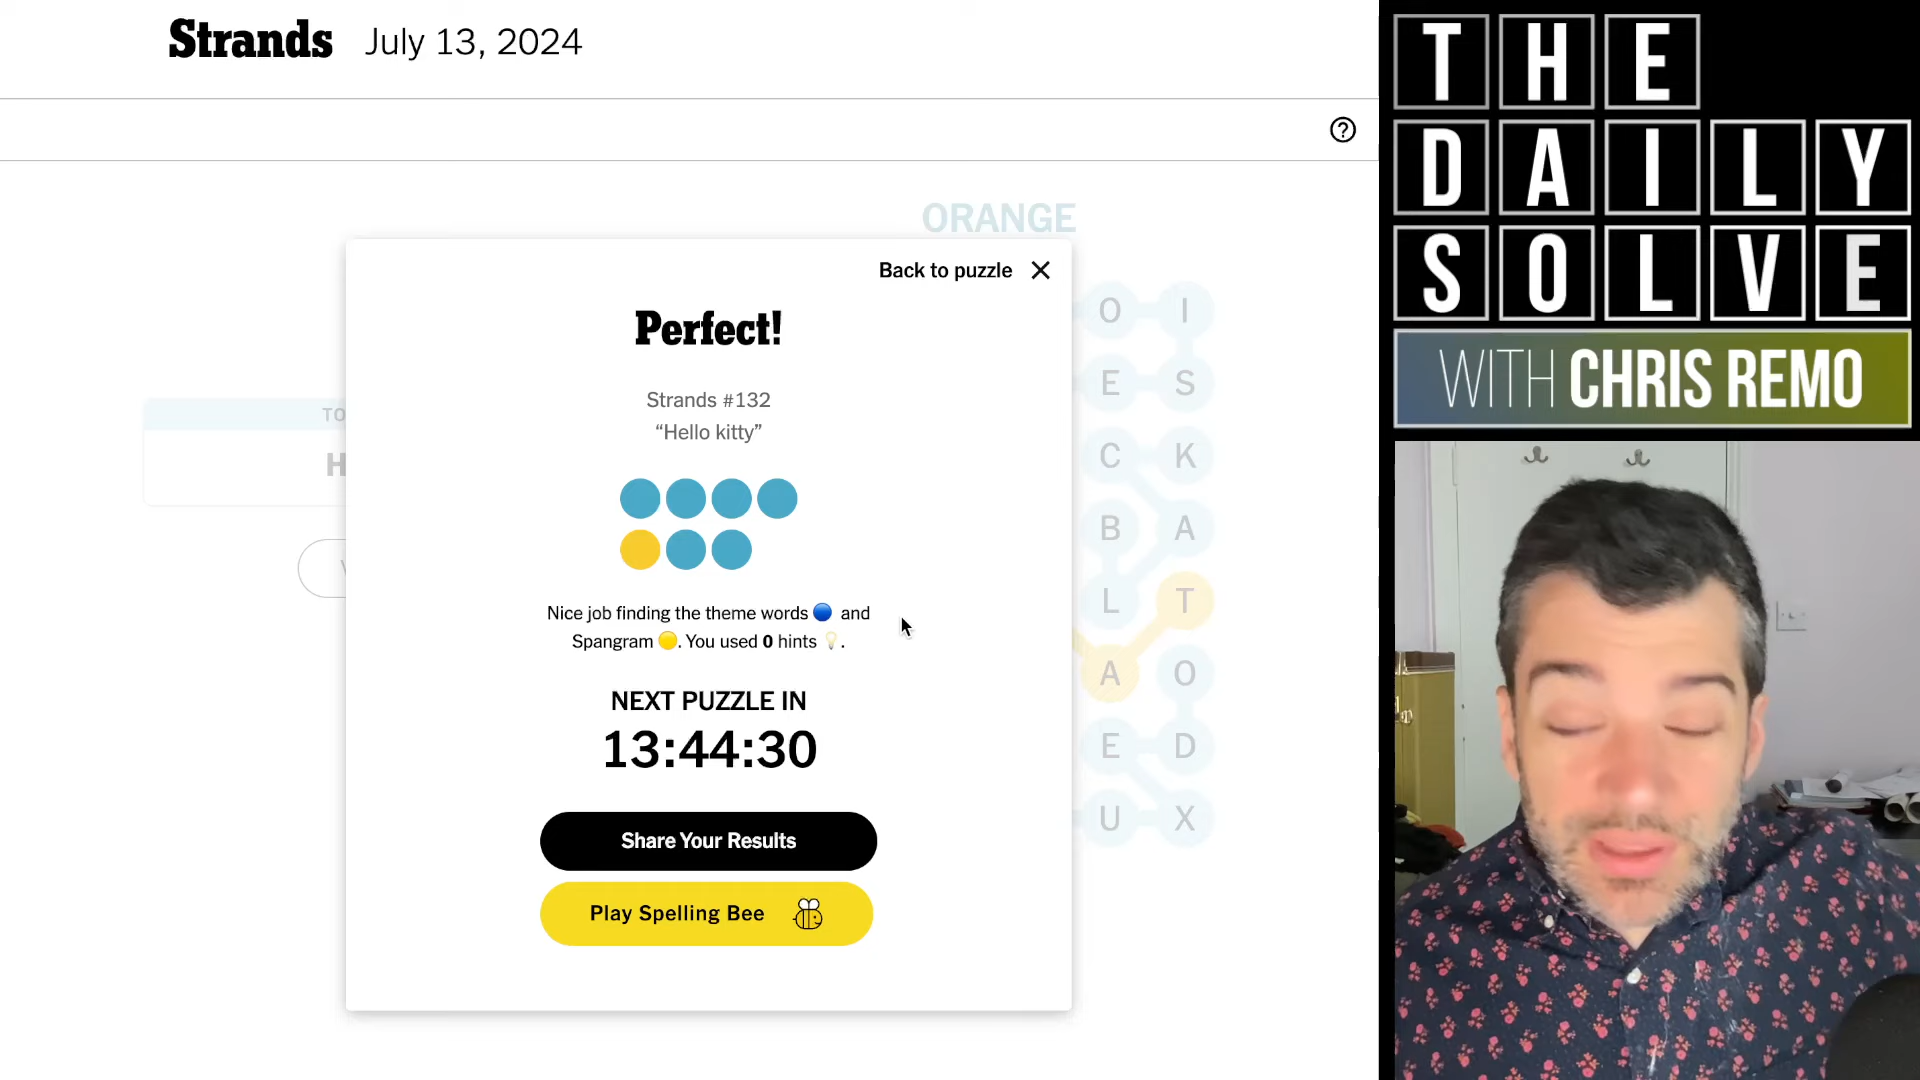 Strands July 13, 2024
THE
DAILY
SOLVE
WITH CHRIS REMO
ORANGE
Back to puzzle
Perfect!
Strands #132
“Hello kitty”
TO
H
Nice job finding the theme words and
Spangram . You used 0 hints .
NEXT PUZZLE IN
13:44:30
Share Your Results
Play Spelling Bee
O I
E S
C K
B A
L T
A O
E D
U X